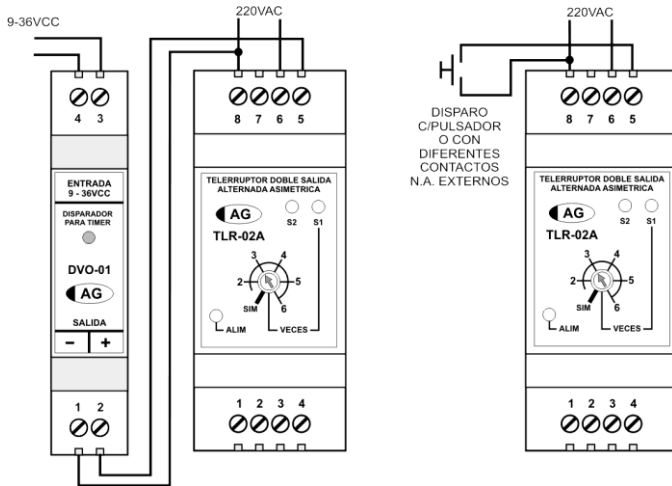 9-36VCC
4 3
ENTRADA
9 - 36VCC
DISPARADOR
PARA TIMER
DVO-01
AG
SALIDA
- +
1 2
220VAC
8 7 6 5
TELERRUPTOR DOBLE SALIDA
ALTERNADA ASIMETRICA
AG
S2 S1
TLR-02A
3 4
2 5
SIM 6
ALIM VECES
1 2 3 4
220VAC
DISPARO
C/PULSADOR
O CON
DIFERENTES
CONTACTOS
N.A. EXTERNOS
8 7 6 5
TELERRUPTOR DOBLE SALIDA
ALTERNADA ASIMETRICA
AG
S2 S1
TLR-02A
3 4
2 5
SIM 6
ALIM VECES
1 2 3 4